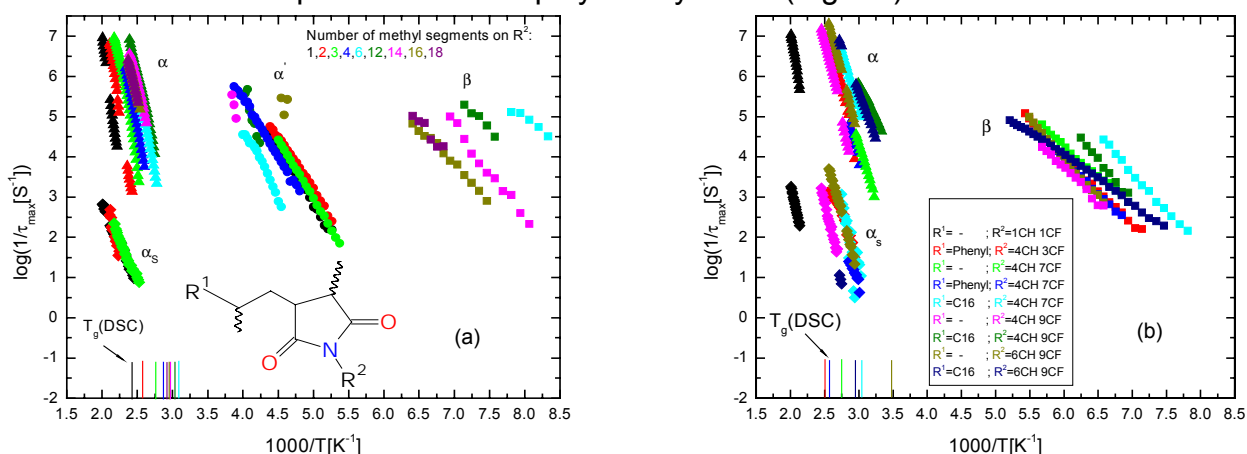 log(1/τmax[S⁻¹])
7
6
5
4
3
2
1
0
-1
-2
Number of methyl segments on R²:
1,2,3,4,6,12,14,16,18
α
α'
β
αs
Tg(DSC)
R¹
O
N
O
R²
(a)
1.5 2.0 2.5 3.0 3.5 4.0 4.5 5.0 5.5 6.0 6.5 7.0 7.5 8.0 8.5
1000/T[K⁻¹]
log(1/τmax[S⁻¹])
7
6
5
4
3
2
1
0
-1
-2
α
β
αs
R¹= - ; R²=1CH 1CF
R¹=Phenyl; R²=4CH 3CF
R¹= - ; R²=4CH 7CF
R¹=Phenyl; R²=4CH 7CF
R¹=C16 ; R²=4CH 7CF
R¹= - ; R²=4CH 9CF
R¹=C16 ; R²=4CH 9CF
R¹= - ; R²=6CH 9CF
R¹=C16 ; R²=6CH 9CF
Tg(DSC)
(b)
1.5 2.0 2.5 3.0 3.5 4.0 4.5 5.0 5.5 6.0 6.5 7.0 7.5 8.0 8.5
1000/T[K⁻¹]